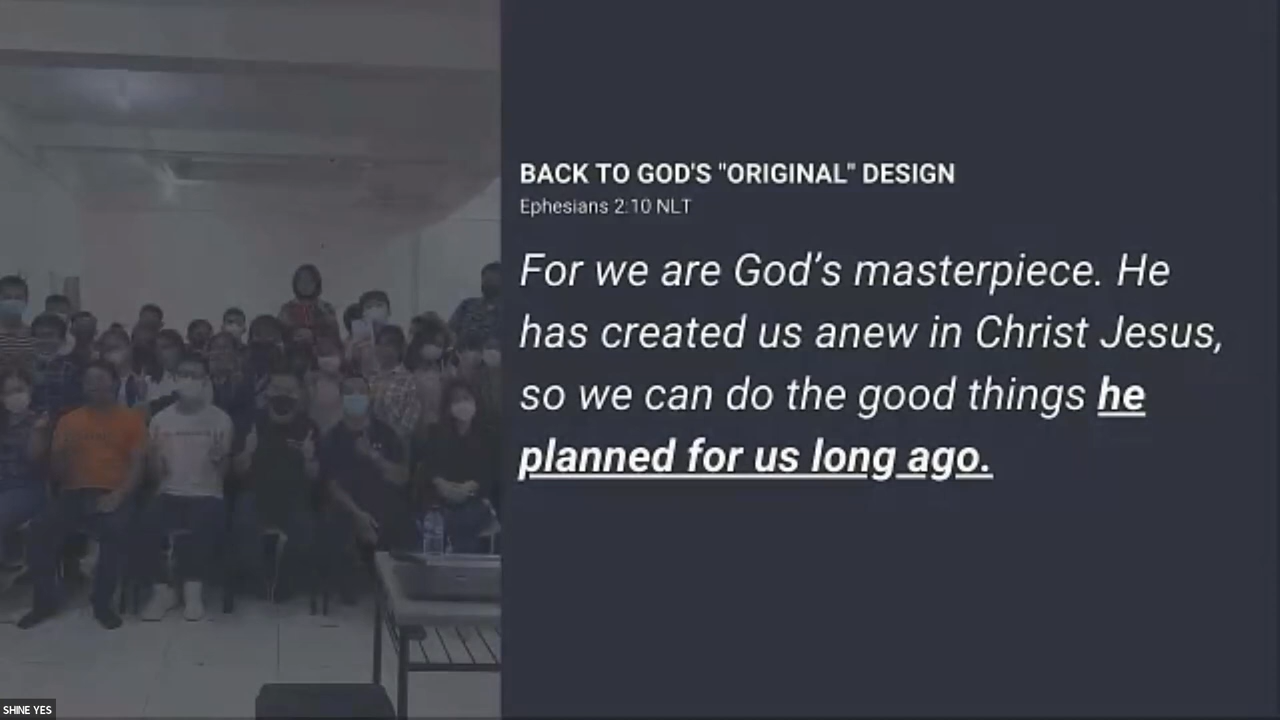 BACK TO GOD'S "ORIGINAL" DESIGN
Ephesians 2:10 NLT
For we are God’s masterpiece. He
has created us anew in Christ Jesus,
so we can do the good things he
planned for us long ago.
SHINE YES